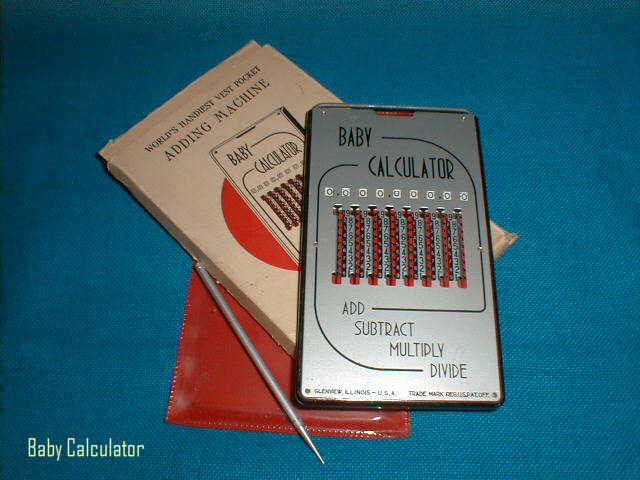 WORLD'S HANDIEST VEST POCKET
ADDING MACHINE
BABY
CALCULATOR
BABY
CALCULATOR
ADD
SUBTRACT
MULTIPLY
DIVIDE
GLENVIEW, ILLINOIS - U.S.A. TRADE MARK REG.U.S.PAT.OFF.
Baby Calculator